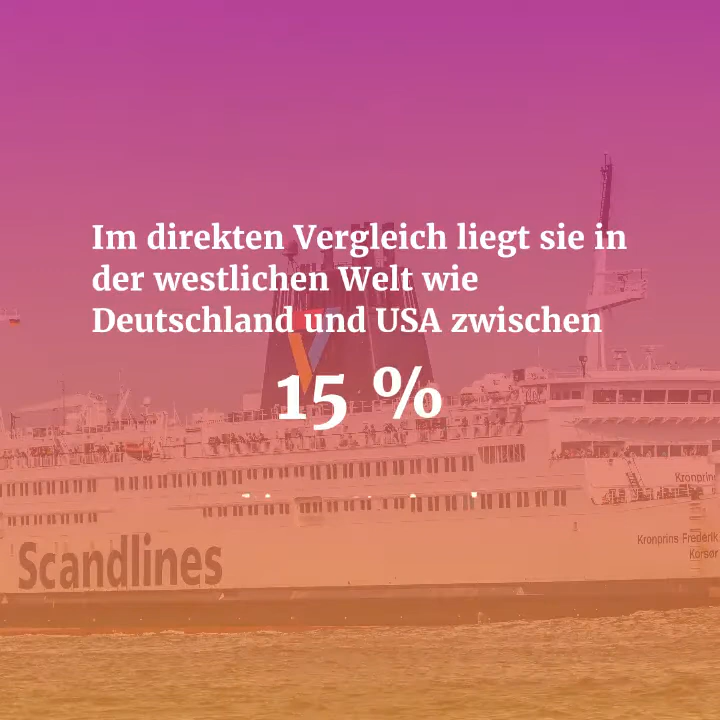 Im direkten Vergleich liegt sie in
der westlichen Welt wie
Deutschland und USA zwischen
15 %
Kronprins
Scandlines
Kronprins Frederik
Korsør